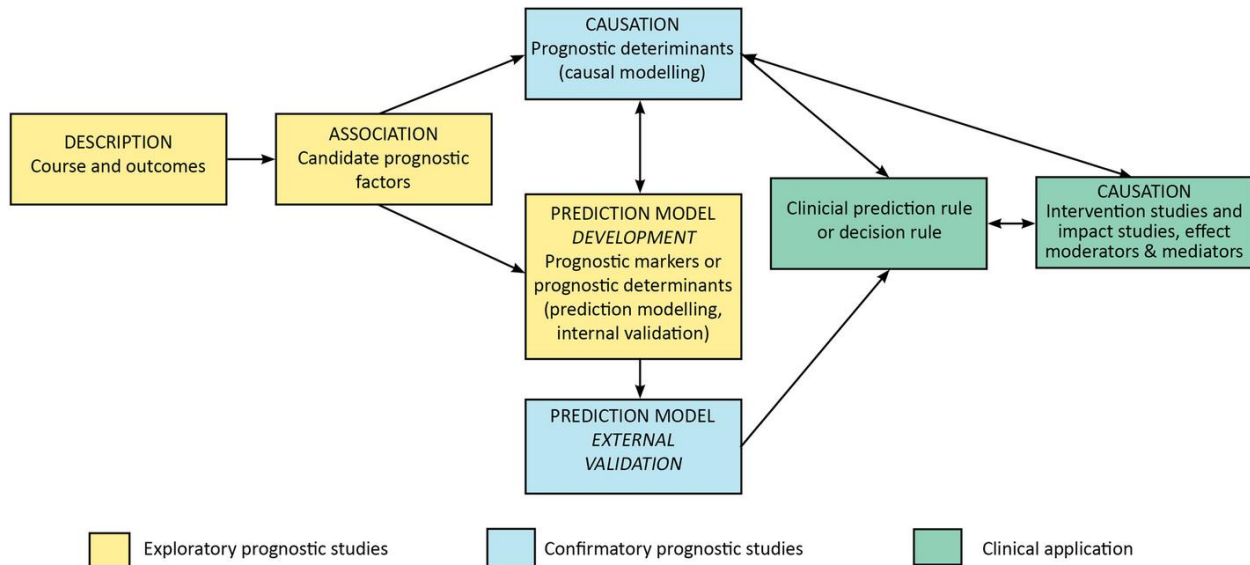 CAUSATION
Prognostic deteriminants
(causal modelling)
DESCRIPTION
Course and outcomes
ASSOCIATION
Candidate prognostic
factors
PREDICTION MODEL
DEVELOPMENT
Prognostic markers or
prognostic determinants
(prediction modelling,
internal validation)
PREDICTION MODEL
EXTERNAL
VALIDATION
Clinicial prediction rule
or decision rule
CAUSATION
Intervention studies and
impact studies, effect
moderators & mediators
Exploratory prognostic studies
Confirmatory prognostic studies
Clinical application